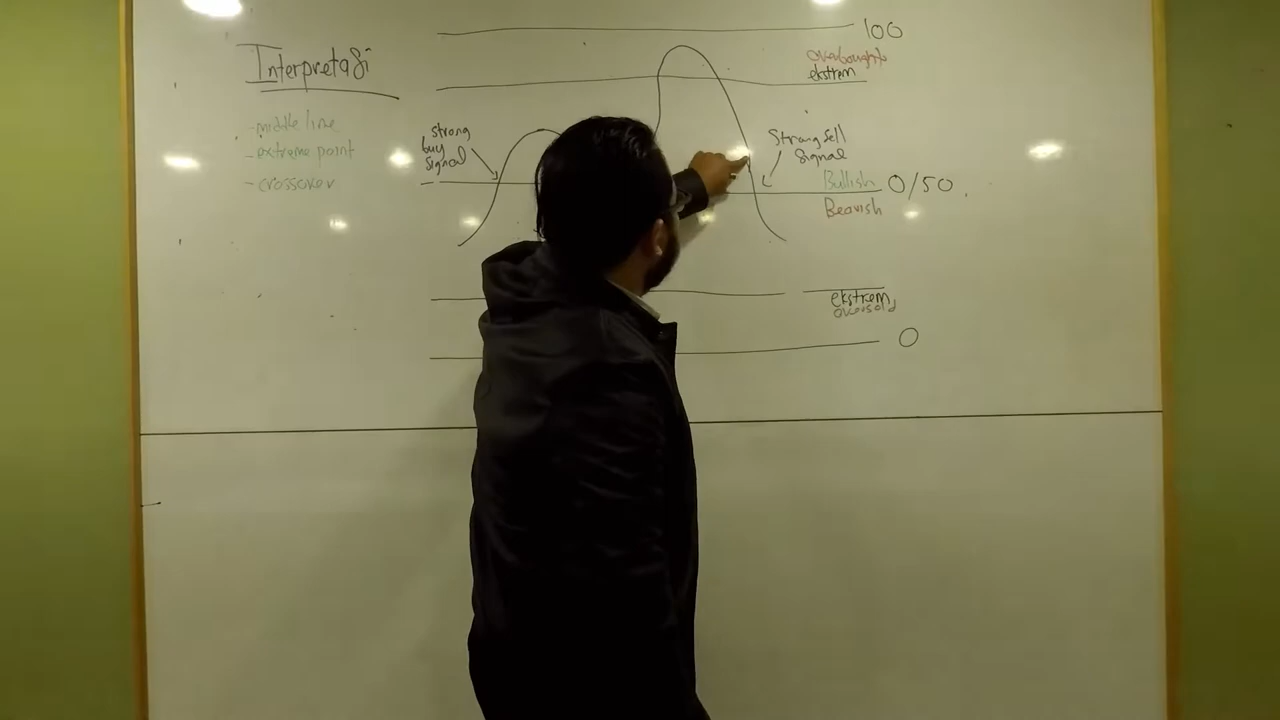 Interpretasi
- middle line
- extreme point
- crossover
100
overbought
ekstrem
strong
buy
signal
Strong Sell
Signal
Bullish
0/50
Bearish
ekstrem
oversold
0